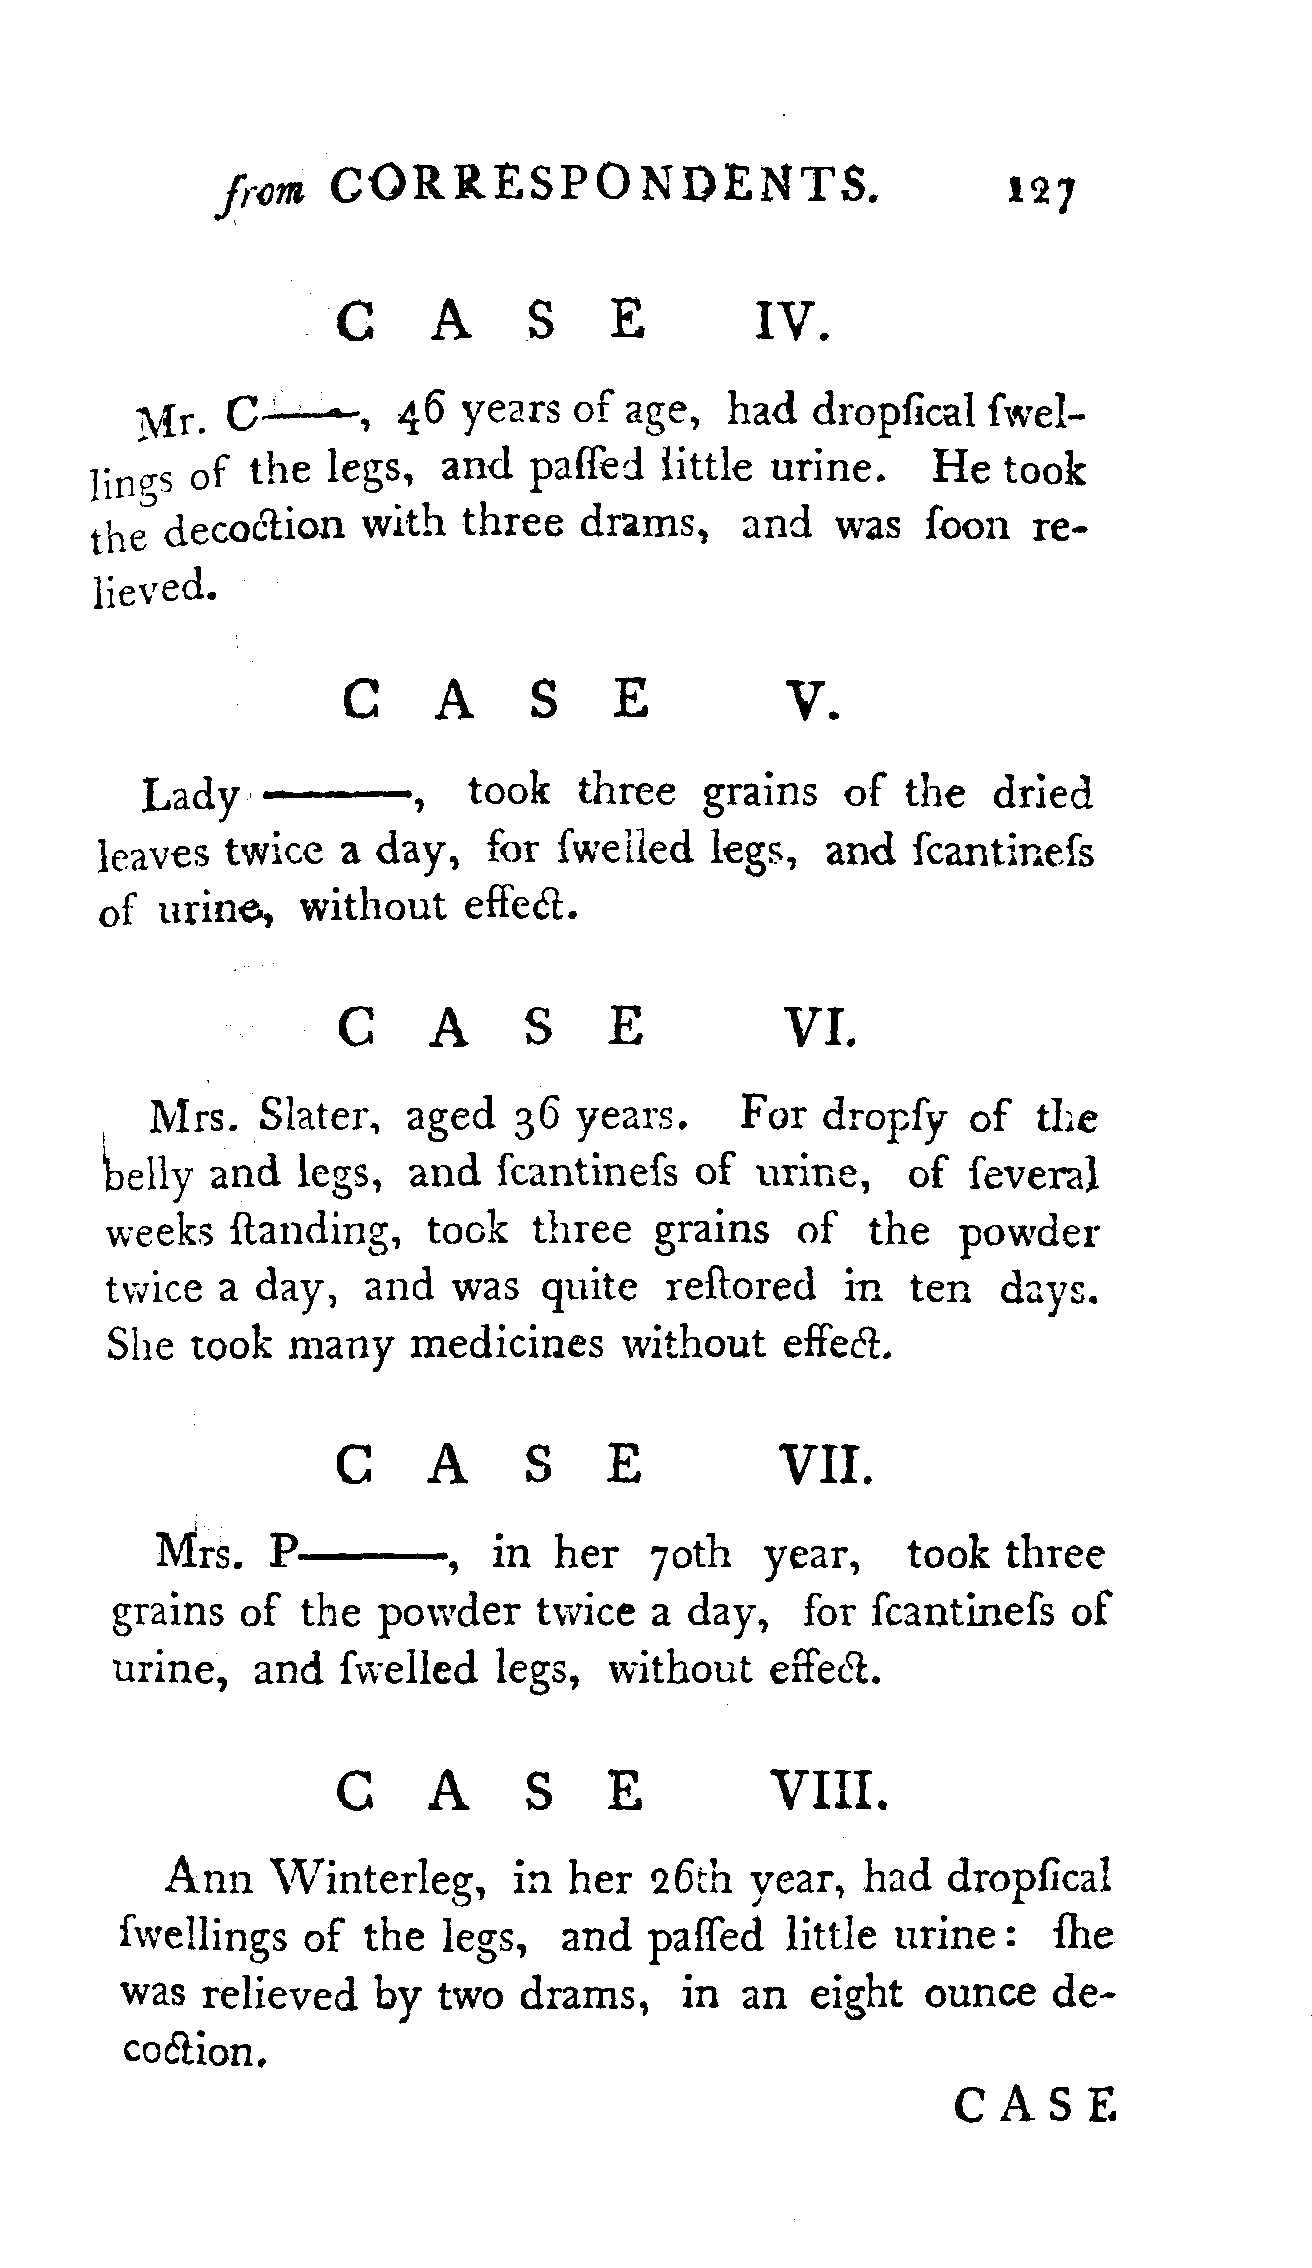 from CORRESPONDENTS. 127
CASE IV.
Mr. C——, 46 years of age, had dropſical ſwel-
lings of the legs, and paſſed little urine. He took
the decoction with three drams, and was ſoon re-
lieved.
CASE V.
Lady ———, took three grains of the dried
leaves twice a day, for ſwelled legs, and ſcantineſs
of urine, without effect.
CASE VI.
Mrs. Slater, aged 36 years. For dropſy of the
belly and legs, and ſcantineſs of urine, of ſeveral
weeks ſtanding, took three grains of the powder
twice a day, and was quite reſtored in ten days.
She took many medicines without effect.
CASE VII.
Mrs. P———, in her 70th year, took three
grains of the powder twice a day, for ſcantineſs of
urine, and ſwelled legs, without effect.
CASE VIII.
Ann Winterleg, in her 26th year, had dropſical
ſwellings of the legs, and paſſed little urine: ſhe
was relieved by two drams, in an eight ounce de-
coction.
CASE